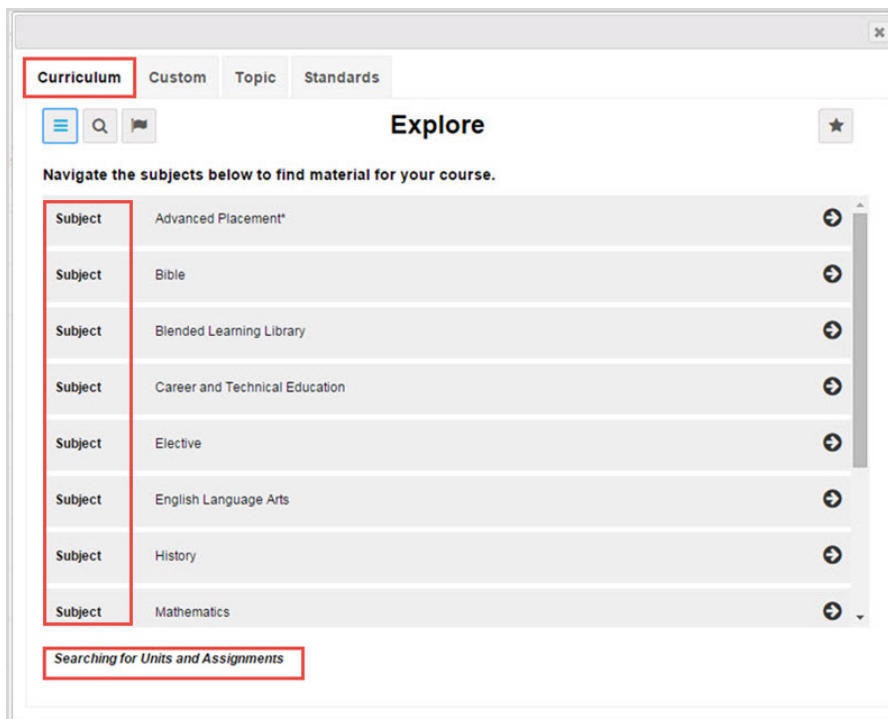 Curriculum Custom Topic Standards
Explore
Navigate the subjects below to find material for your course.
Subject Advanced Placement*
Subject Bible
Subject Blended Learning Library
Subject Career and Technical Education
Subject Elective
Subject English Language Arts
Subject History
Subject Mathematics
Searching for Units and Assignments